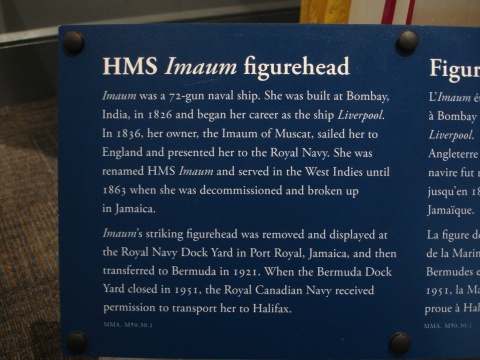 HMS Imaum figurehead
Imaum was a 72-gun naval ship. She was built at Bombay,
India, in 1826 and began her career as the ship Liverpool.
In 1836, her owner, the Imaum of Muscat, sailed her to
England and presented her to the Royal Navy. She was
renamed HMS Imaum and served in the West Indies until
1863 when she was decommissioned and broken up
in Jamaica.
Imaum's striking figurehead was removed and displayed at
the Royal Navy Dock Yard in Port Royal, Jamaica, and then
transferred to Bermuda in 1921. When the Bermuda Dock
Yard closed in 1951, the Royal Canadian Navy received
permission to transport her to Halifax.
MMA. M50.30.1
Figur
L'Imaum
à Bombay
Liverpool.
Angleterre
navire fut
jusqu'en 18
Jamaïque.
La figure d
de la Marin
Bermudes e
1951, la Ma
proue à Hal
MMA. M50.30.1